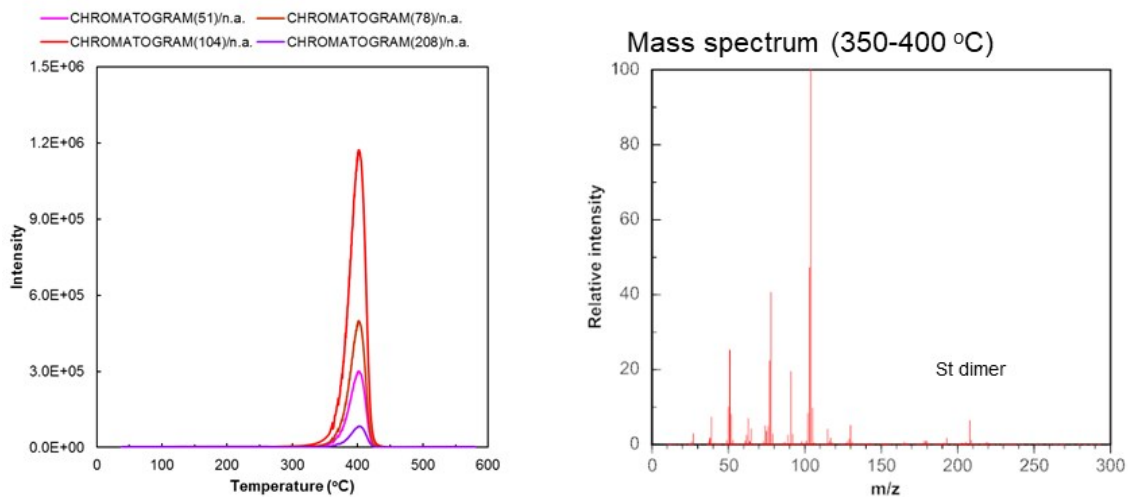 CHROMATOGRAM(51)/n.a. CHROMATOGRAM(78)/n.a.
CHROMATOGRAM(104)/n.a. CHROMATOGRAM(208)/n.a.
1.5E+06
1.2E+06
9.0E+05
6.0E+05
3.0E+05
0.0E+00
Intensity
0 100 200 300 400 500 600
Temperature (°C)
Mass spectrum (350-400 °C)
100
80
60
40
20
0
Relative intensity
St dimer
0 50 100 150 200 250 300
m/z